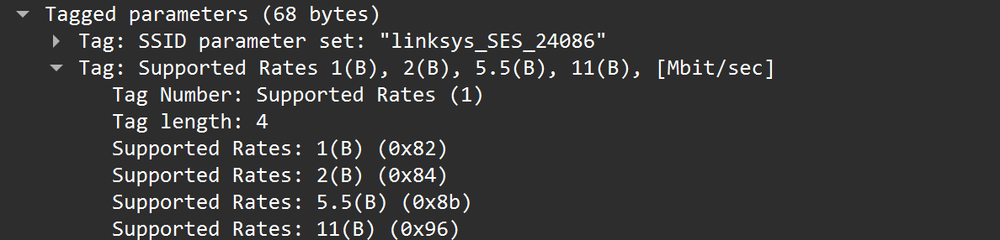 Tagged parameters (68 bytes)
Tag: SSID parameter set: "linksys_SES_24086"
Tag: Supported Rates 1(B), 2(B), 5.5(B), 11(B), [Mbit/sec]
Tag Number: Supported Rates (1)
Tag length: 4
Supported Rates: 1(B) (0x82)
Supported Rates: 2(B) (0x84)
Supported Rates: 5.5(B) (0x8b)
Supported Rates: 11(B) (0x96)